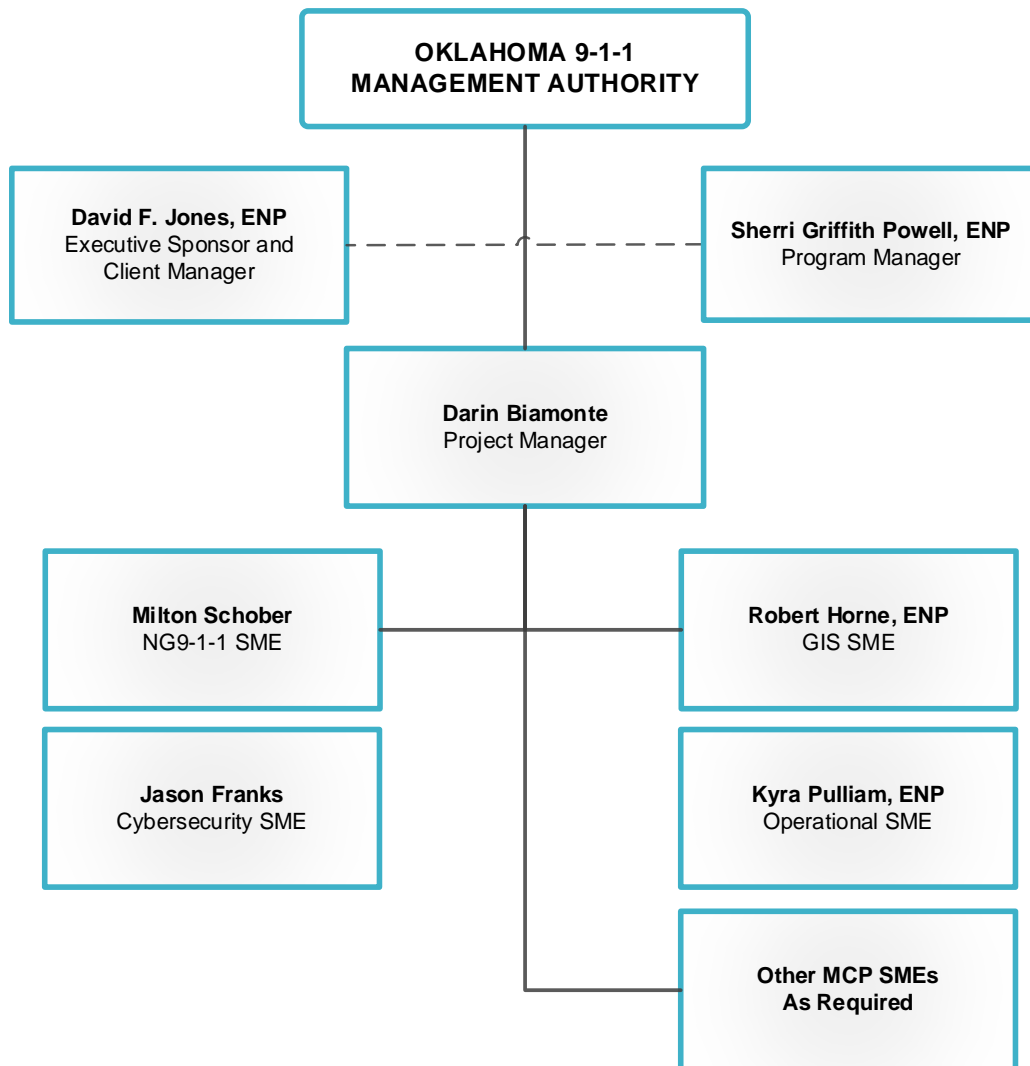 OKLAHOMA 9-1-1
MANAGEMENT AUTHORITY
David F. Jones, ENP
Executive Sponsor and
Client Manager
Sherri Griffith Powell, ENP
Program Manager
Darin Biamonte
Project Manager
Milton Schober
NG9-1-1 SME
Robert Horne, ENP
GIS SME
Jason Franks
Cybersecurity SME
Kyra Pulliam, ENP
Operational SME
Other MCP SMEs
As Required